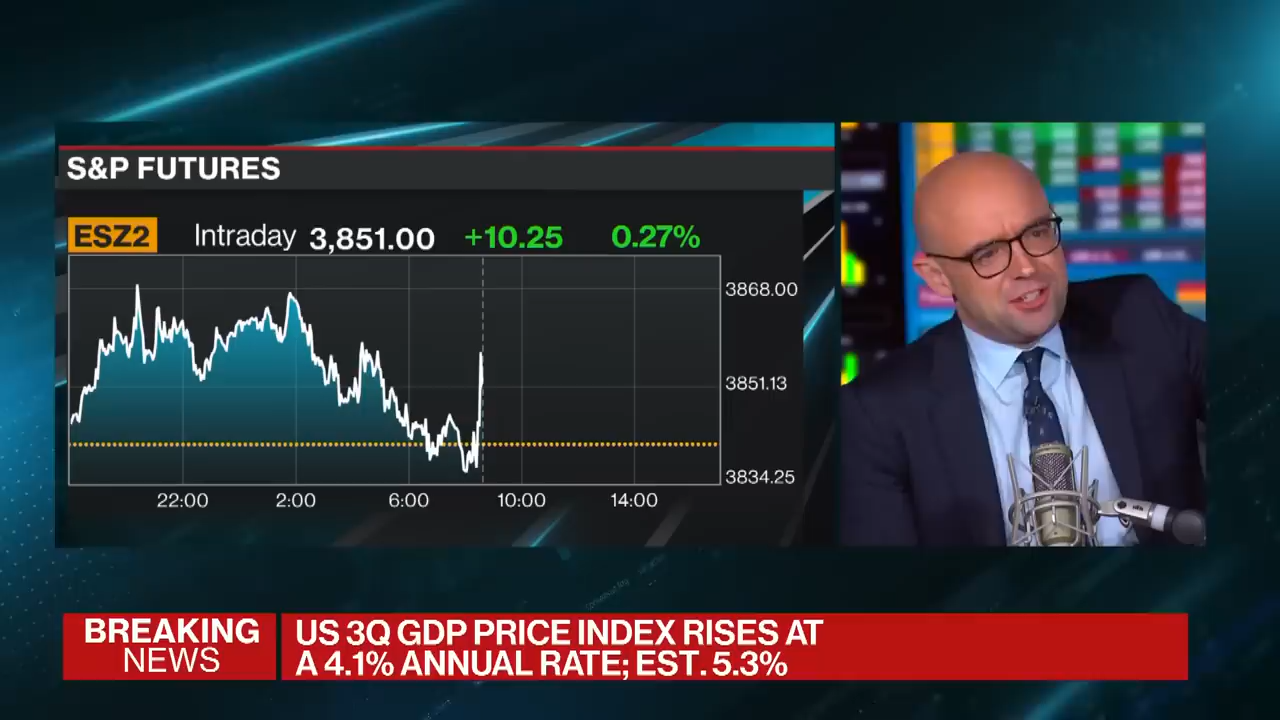 S&P FUTURES
ESZ2 Intraday 3,851.00 +10.25 0.27%
3868.00
3851.13
3834.25
22:00 2:00 6:00 10:00 14:00
BREAKING NEWS
US 3Q GDP PRICE INDEX RISES AT
A 4.1% ANNUAL RATE; EST. 5.3%